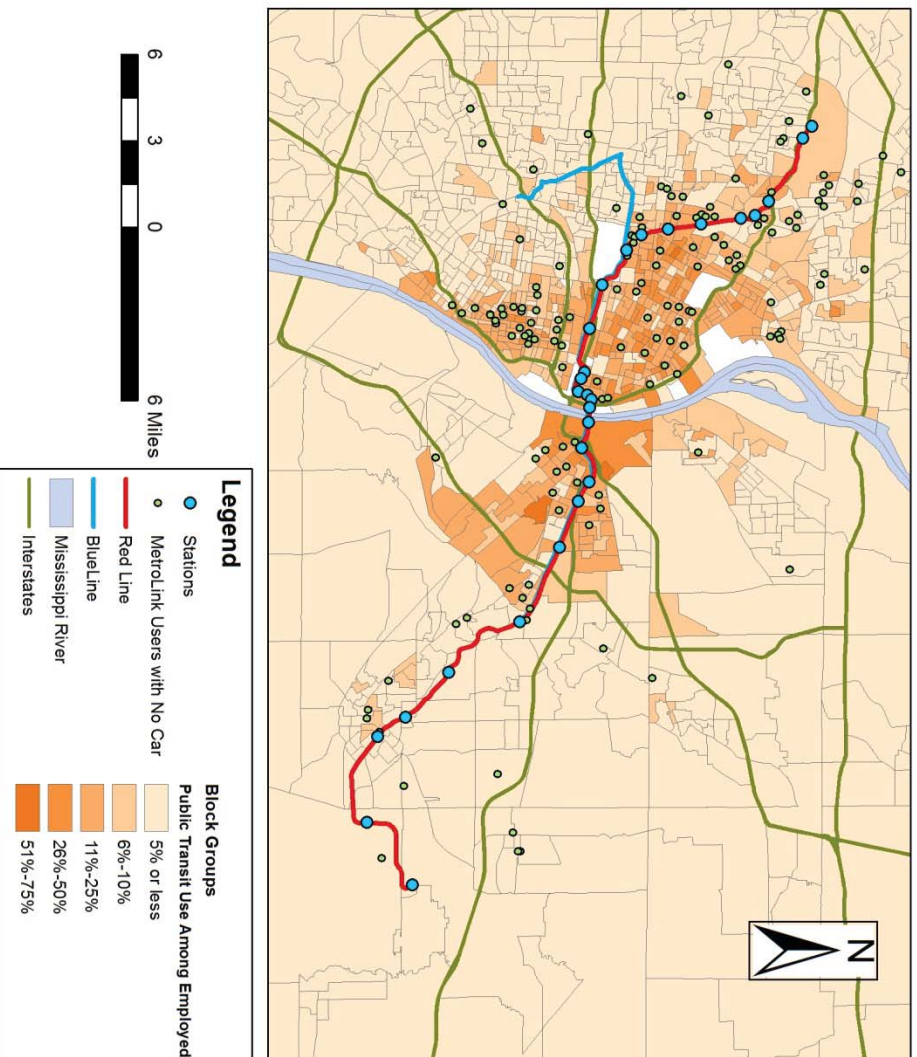 N
6
3
0
6 Miles
Legend
Stations
MetroLink Users with No Car
Red Line
BlueLine
Mississippi River
Interstates
Block Groups
Public Transit Use Among Employed
5% or less
6%-10%
11%-25%
26%-50%
51%-75%